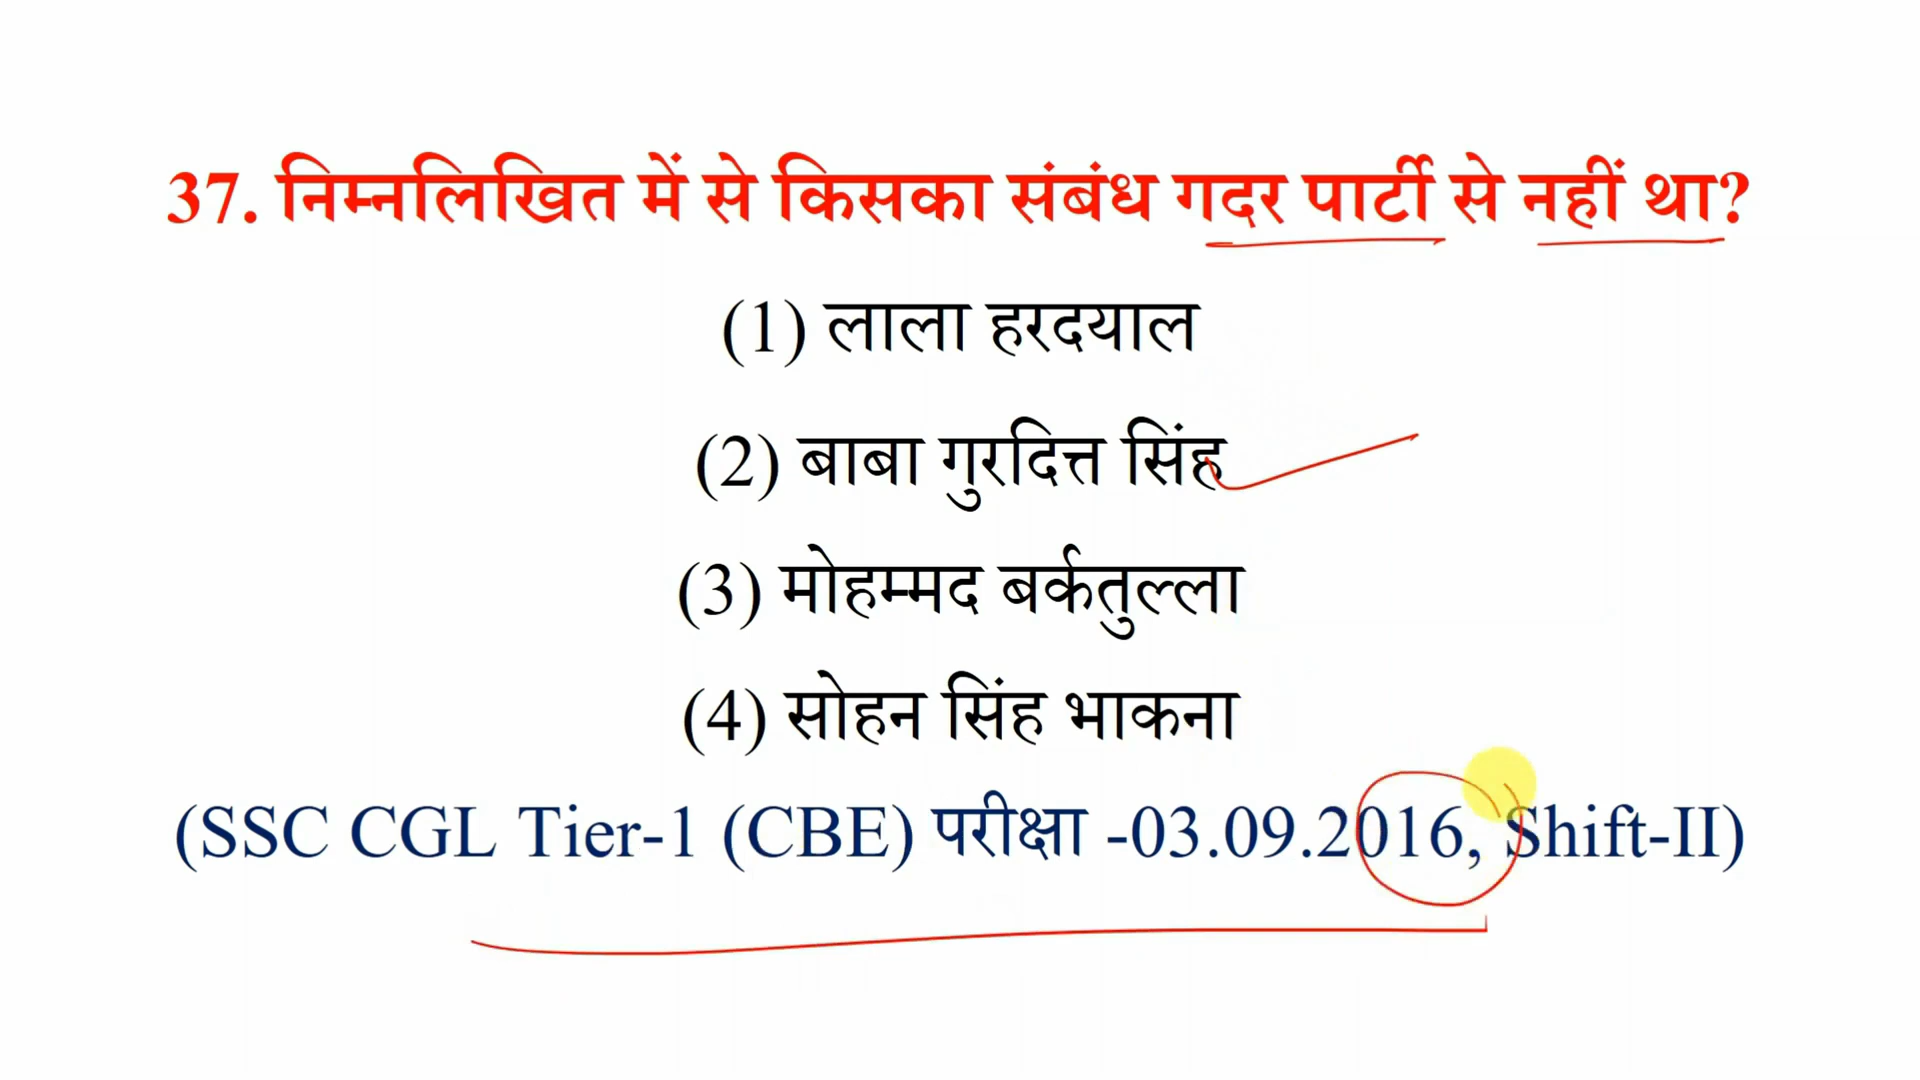 37. निम्नलिखित में से किसका संबंध गदर पार्टी से नहीं था?
(1) लाला हरदयाल
(2) बाबा गुरदित्त सिंह
(3) मोहम्मद बर्कतुल्ला
(4) सोहन सिंह भाकना
(SSC CGL Tier-1 (CBE) परीक्षा -03.09.2016, Shift-II)